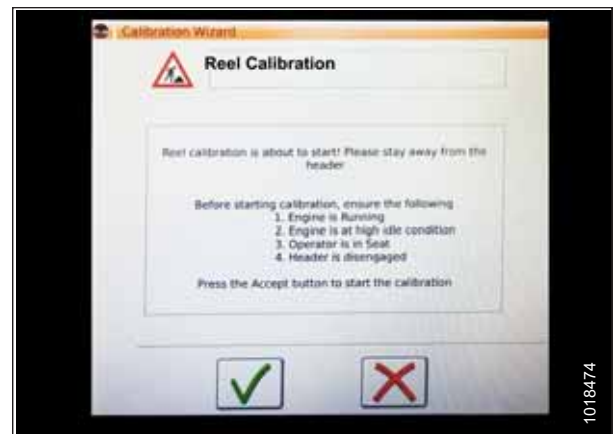 Calibration Wizard
Reel Calibration
Reel calibration is about to start! Please stay away from the
header
Before starting calibration, ensure the following
1. Engine is Running
2. Engine is at high idle condition
3. Operator is in Seat
4. Header is disengaged
Press the Accept button to start the calibration
1018474